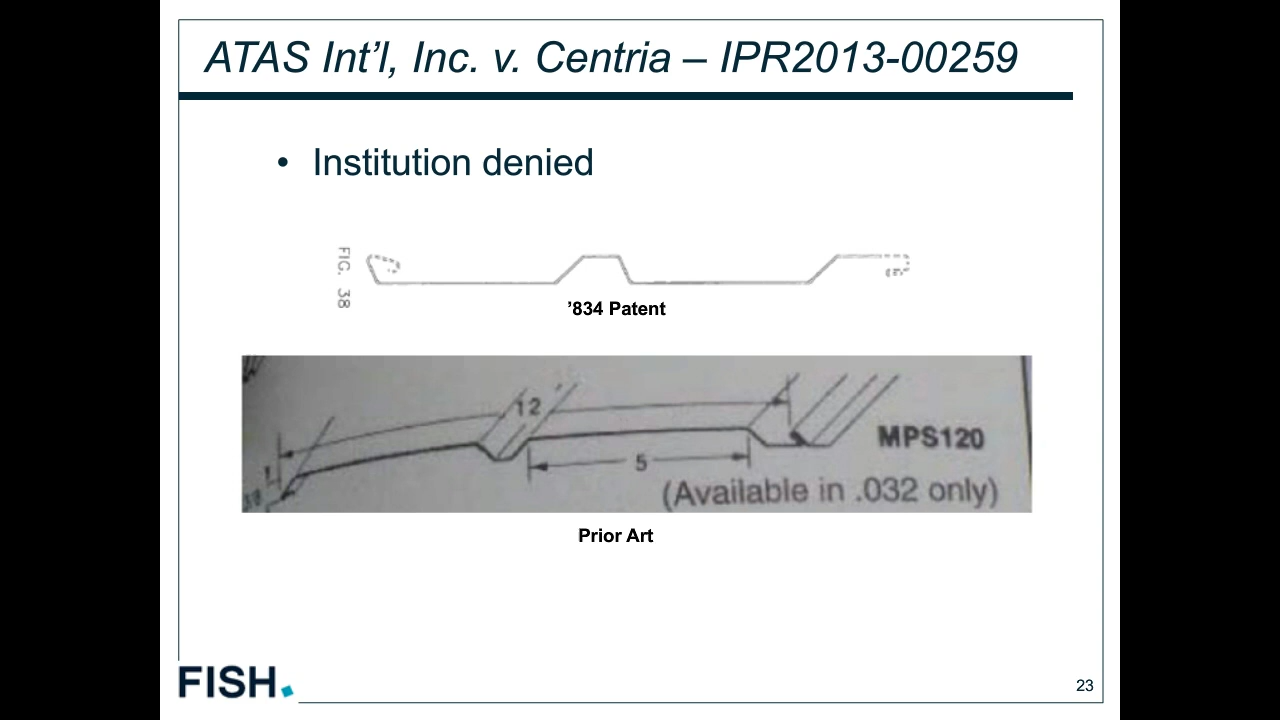 ATAS Int’l, Inc. v. Centria – IPR2013-00259
• Institution denied
FIG. 38
’834 Patent
12
5
MPS120
(Available in .032 only)
Prior Art
FISH.
23